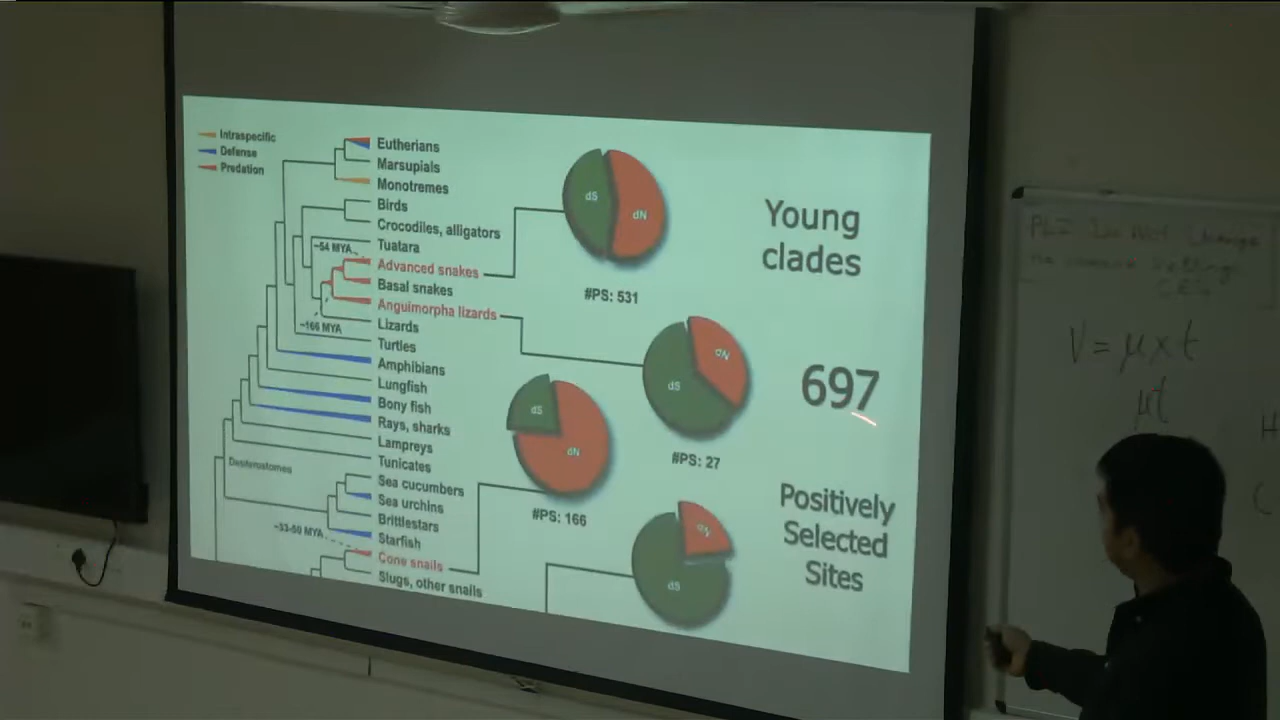 Intraspecific
Defense
Predation
Eutherians
Marsupials
Monotremes
Birds
Crocodiles, alligators
Tuatara
~54 MYA
Advanced snakes
Basal snakes
Anguimorpha lizards
Lizards
~166 MYA
Turtles
Amphibians
Lungfish
Bony fish
Rays, sharks
Lampreys
Tunicates
Sea cucumbers
Sea urchins
Brittlestars
Starfish
~33-50 MYA
Cone snails
Slugs, other snails
dS
dN
#PS: 531
dN
dS
#PS: 27
dS
dN
#PS: 166
dN
dS
Young
clades
697
Positively
Selected
Sites
V = μ x t
μt